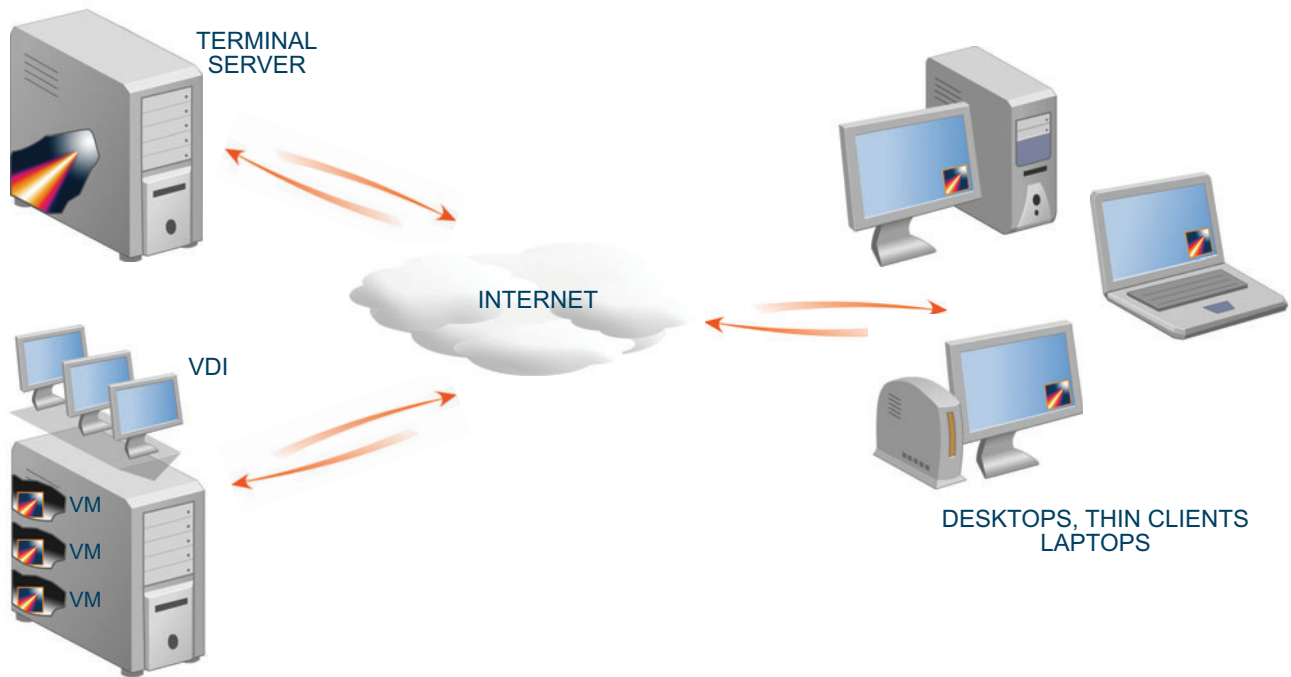 TERMINAL
SERVER
INTERNET
VDI
VM
VM
VM
DESKTOPS, THIN CLIENTS
LAPTOPS